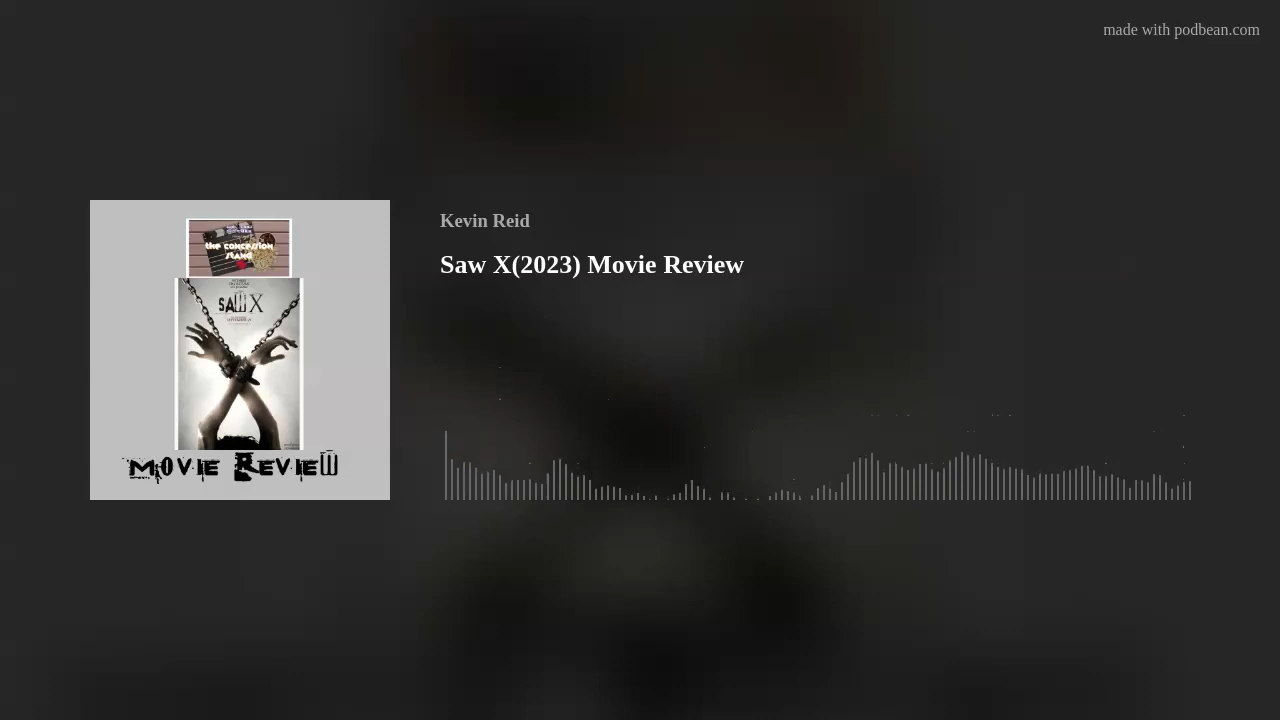 made with podbean.com
Kevin Reid
Saw X(2023) Movie Review
the concession
stand
SAW X
MOVIE REVIEW